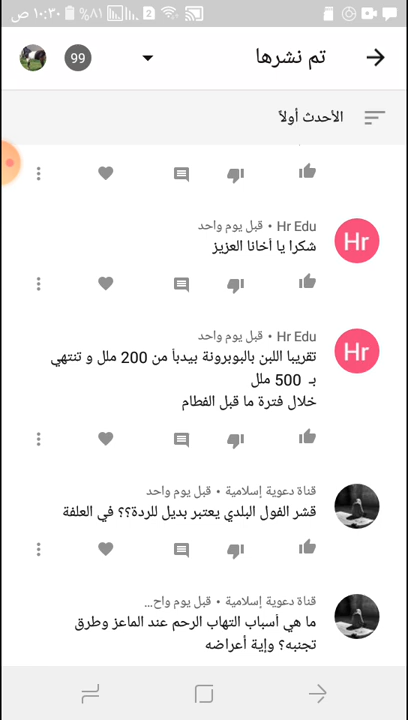 ١٠:٣٠ ص
٨١%
2
تم نشرها
99
الأحدث أولاً
Hr Edu • قبل يوم واحد
شكرا يا أخانا العزيز
Hr
Hr Edu • قبل يوم واحد
تقريبا اللبن بالبوبرونة بيدبأ من 200 ملل و تنتهي
بـ 500 ملل
خلال فترة ما قبل الفطام
Hr
قناة دعوية إسلامية • قبل يوم واحد
قشر الفول البلدي يعتبر بديل للردة؟؟ في العلفة
قناة دعوية إسلامية • قبل يوم واح...
ما هي أسباب التهاب الرحم عند الماعز وطرق
تجنبه؟ وإية أعراضه